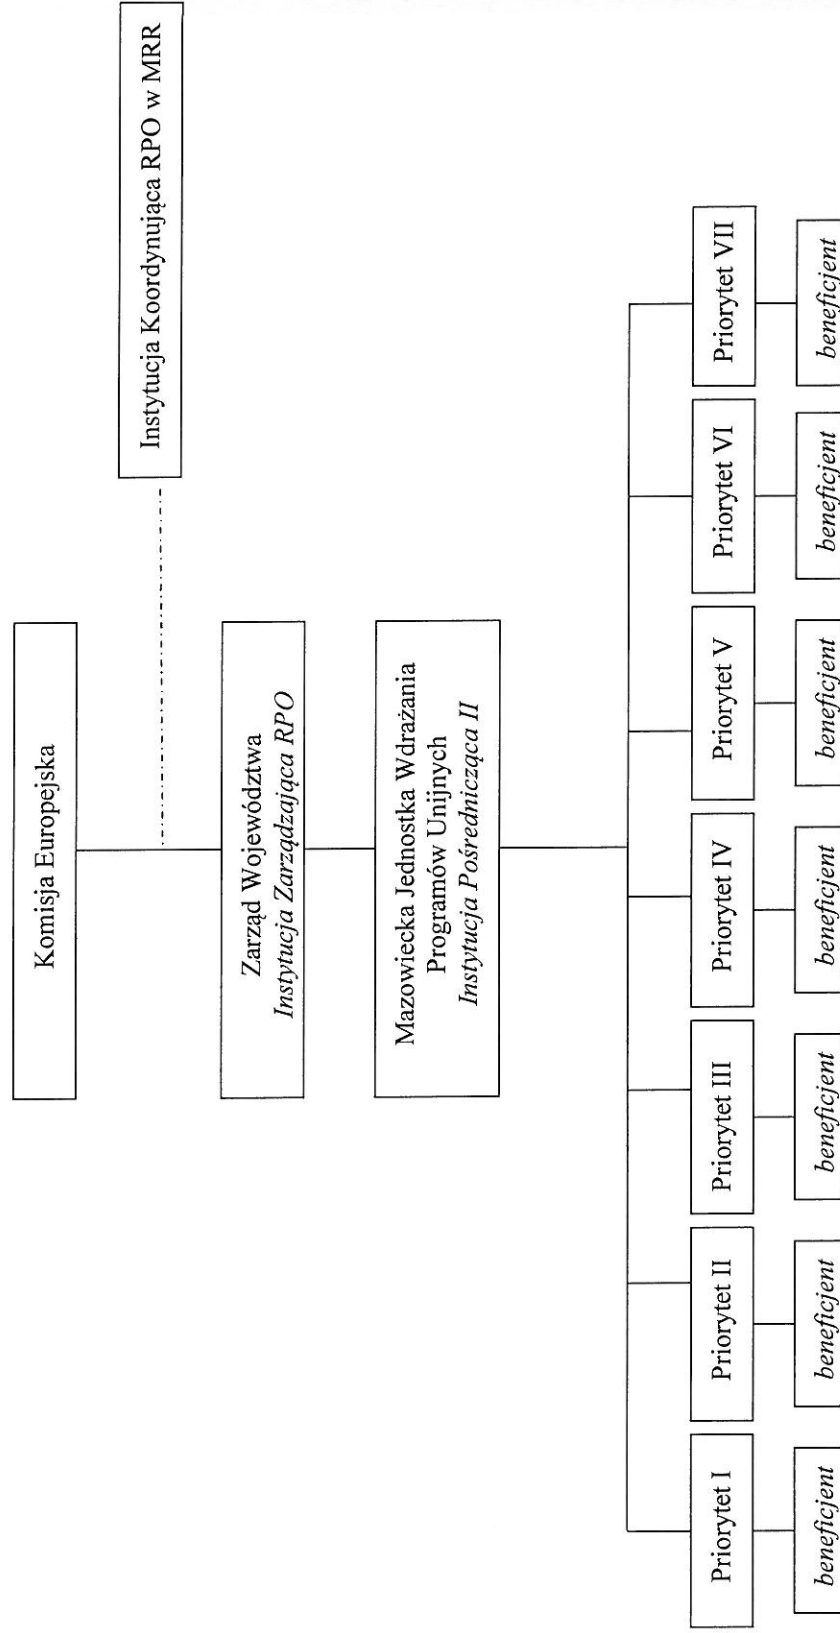 Komisja Europejska
Instytucja Koordynująca RPO w MRR
Zarząd Województwa
Instytucja Zarządzająca RPO
Mazowiecka Jednostka Wdrażania
Programów Unijnych
Instytucja Pośrednicząca II
Priorytet I
Priorytet II
Priorytet III
Priorytet IV
Priorytet V
Priorytet VI
Priorytet VII
beneficjent
beneficjent
beneficjent
beneficjent
beneficjent
beneficjent
beneficjent